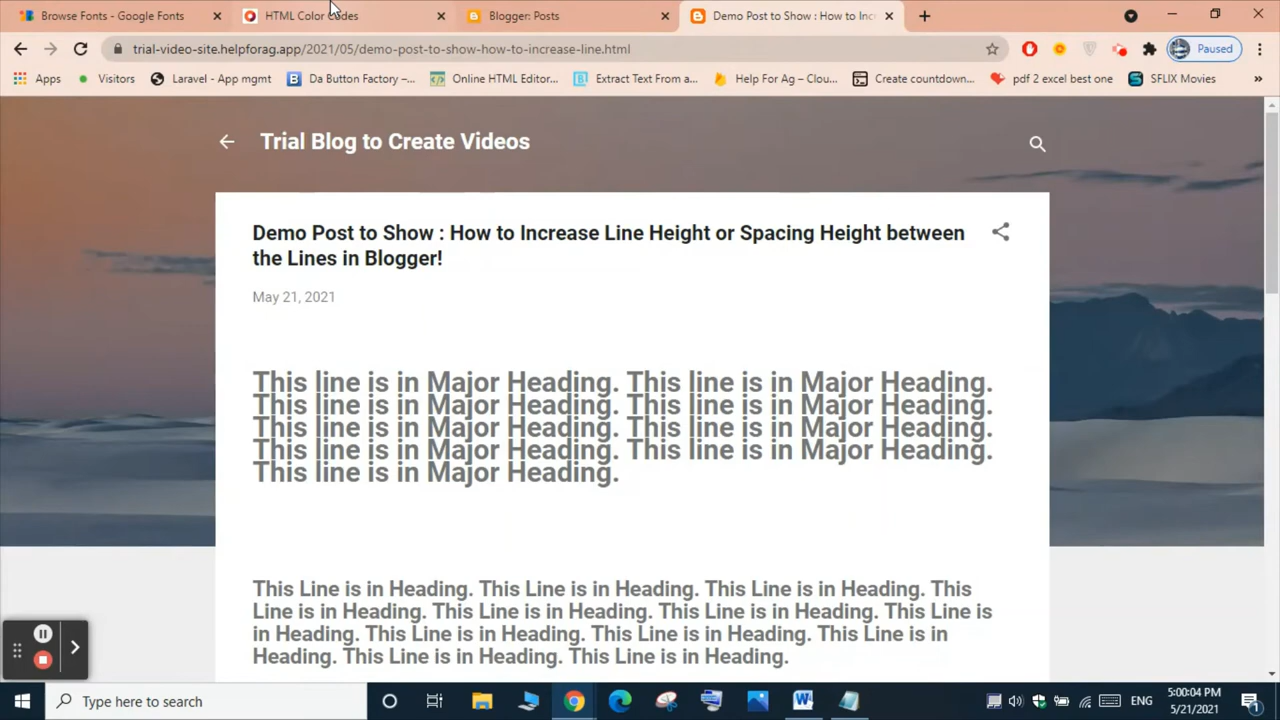 Browse Fonts - Google Fonts
HTML Color Codes
Blogger: Posts
Demo Post to Show : How to Inc
trial-video-site.helpforag.app/2021/05/demo-post-to-show-how-to-increase-line.html
Paused
Apps
Visitors
Laravel - App mgmt
Da Button Factory –...
Online HTML Editor...
Extract Text From a...
Help For Ag – Clou...
Create countdown...
pdf 2 excel best one
SFLIX Movies
Trial Blog to Create Videos
Demo Post to Show : How to Increase Line Height or Spacing Height between
the Lines in Blogger!
May 21, 2021
This line is in Major Heading. This line is in Major Heading.
This line is in Major Heading. This line is in Major Heading.
This line is in Major Heading. This line is in Major Heading.
This line is in Major Heading. This line is in Major Heading.
This line is in Major Heading.
This Line is in Heading. This Line is in Heading. This Line is in Heading. This
Line is in Heading. This Line is in Heading. This Line is in Heading. This Line is
in Heading. This Line is in Heading. This Line is in Heading. This Line is in
Heading. This Line is in Heading. This Line is in Heading.
Type here to search
ENG
5:00:04 PM
5/21/2021